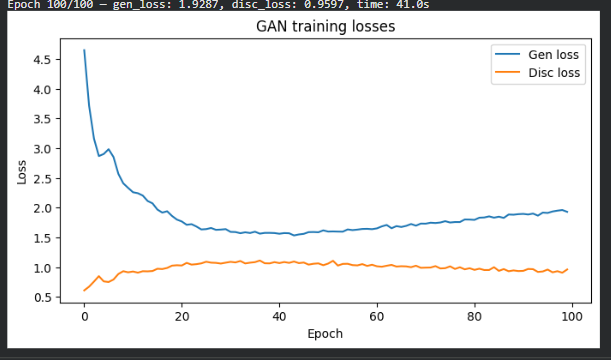 Epoch 100/100 — gen_loss: 1.9287, disc_loss: 0.9597, time: 41.0s
GAN training losses
Gen loss
Disc loss
4.5
4.0
3.5
3.0
2.5
2.0
1.5
1.0
0.5
Loss
0 20 40 60 80 100
Epoch